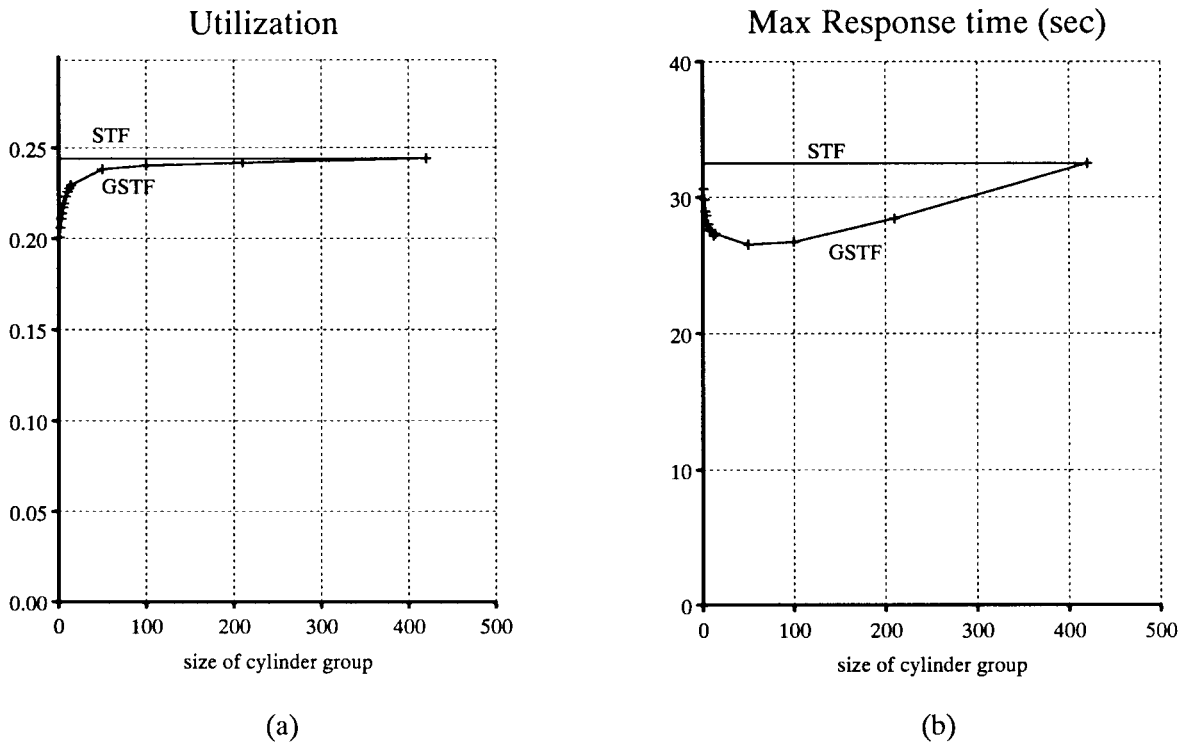 Utilization
0.25
0.20
0.15
0.10
0.05
0.00
STF
GSTF
0 100 200 300 400 500
size of cylinder group
(a)
Max Response time (sec)
40
30
20
10
0
STF
GSTF
0 100 200 300 400 500
size of cylinder group
(b)